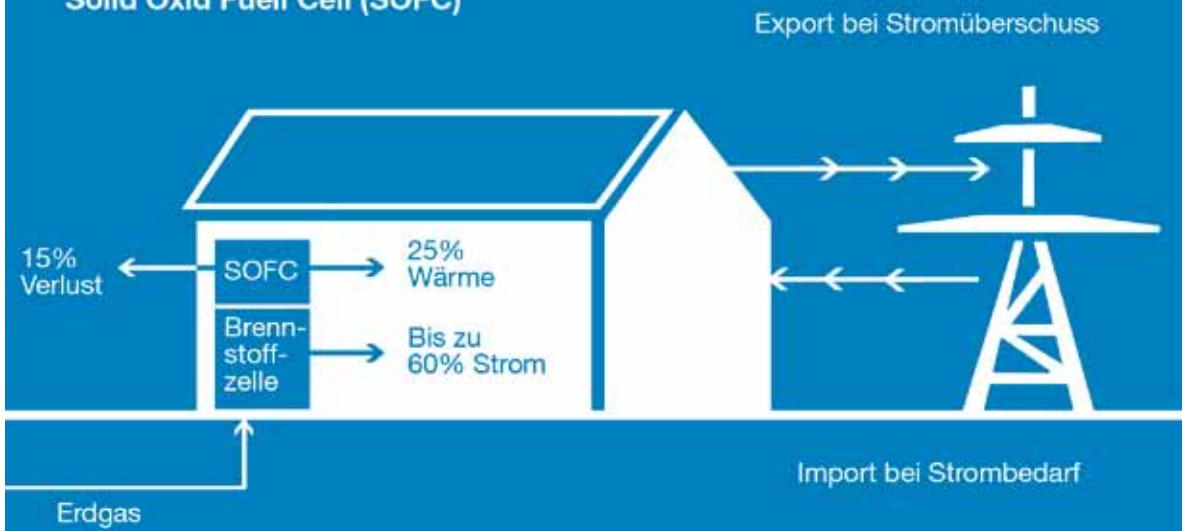 Solid Oxid Fuell Cell (SOFC)
Export bei Stromüberschuss
15%
Verlust
SOFC
25%
Wärme
Brenn-
stoff-
zelle
Bis zu
60% Strom
Import bei Strombedarf
Erdgas